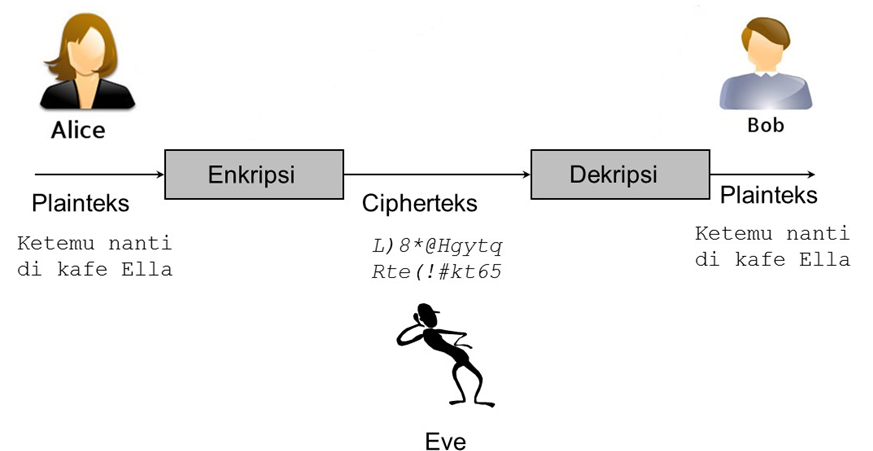 Alice
Bob
Enkripsi
Dekripsi
Plainteks
Cipherteks
Plainteks
Ketemu nanti
di kafe Ella
L)8*@Hgytq
Rte(!#kt65
Ketemu nanti
di kafe Ella
Eve